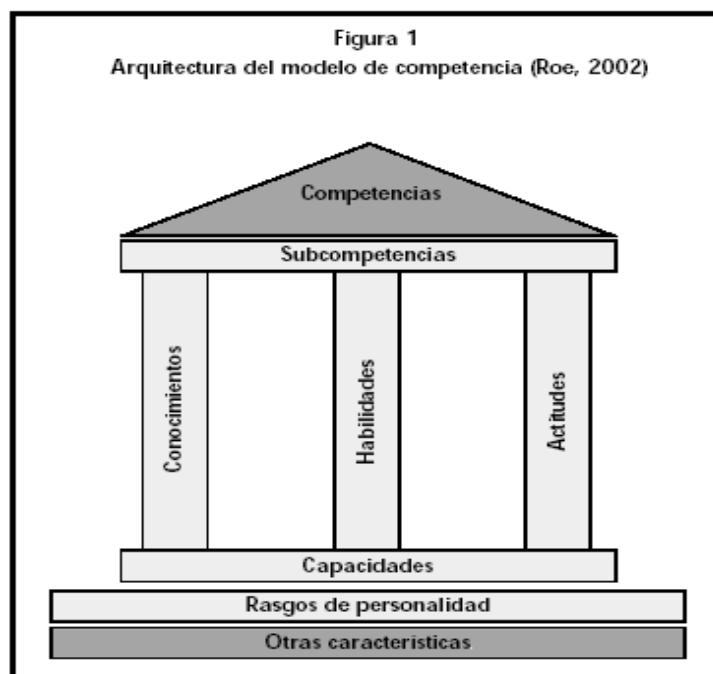 Figura 1
Arquitectura del modelo de competencia (Roe, 2002)
Competencias
Subcompetencias
Conocimientos
Habilidades
Actitudes
Capacidades
Rasgos de personalidad
Otras características